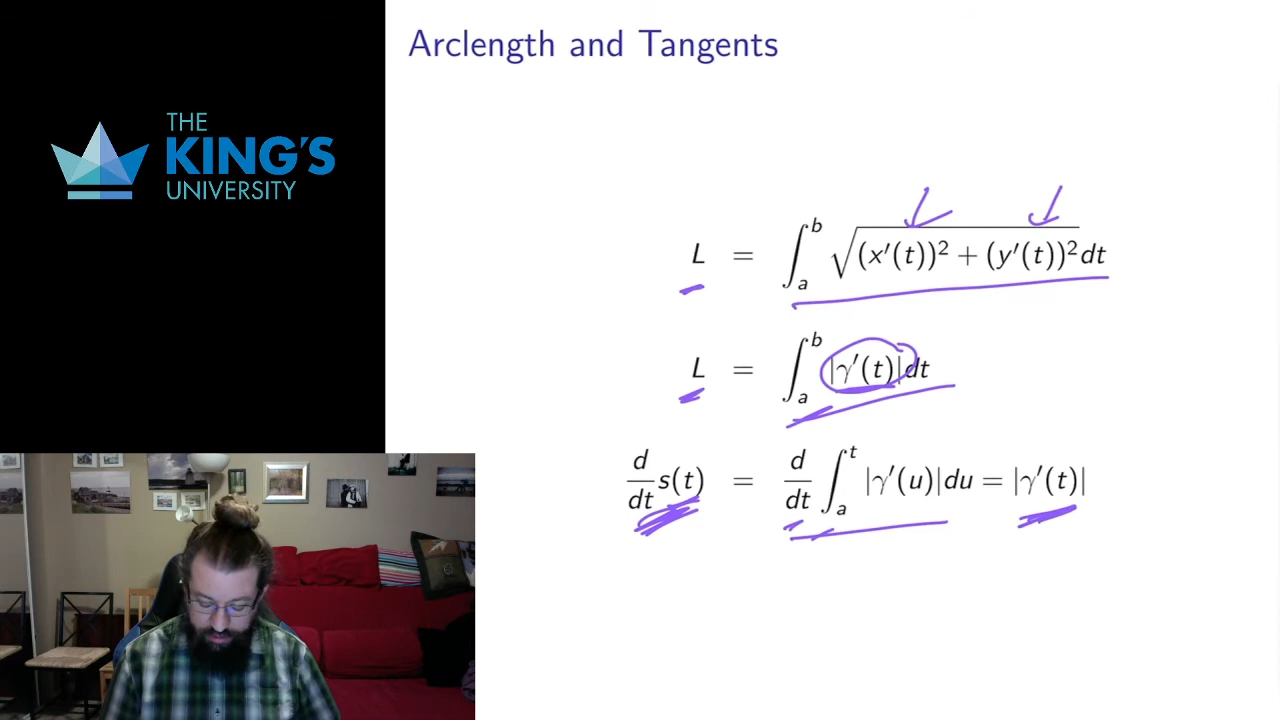 THE
KING'S
UNIVERSITY
Arclength and Tangents
L = ∫_a^b √((x′(t))² + (y′(t))²) dt
L = ∫_a^b |γ′(t)| dt
d/dt s(t) = d/dt ∫_a^t |γ′(u)| du = |γ′(t)|